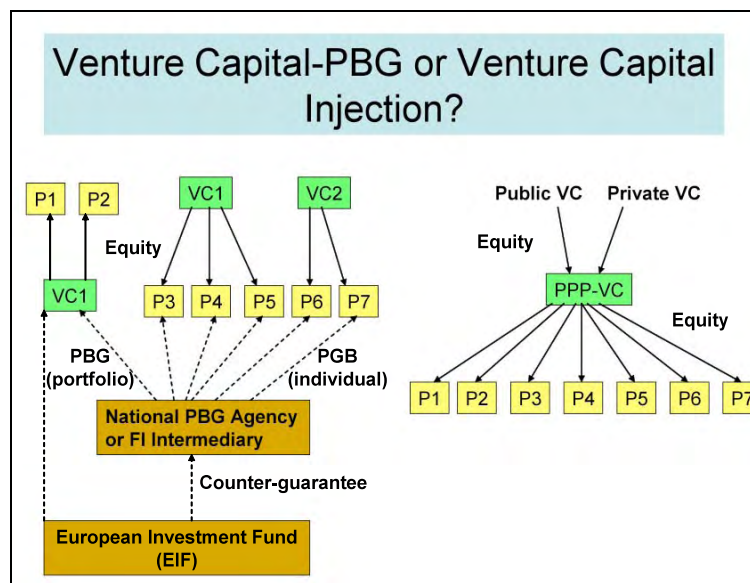 Venture Capital-PBG or Venture Capital
Injection?
P1
P2
VC1
VC2
Equity
VC1
P3
P4
P5
P6
P7
PBG
(portfolio)
PGB
(individual)
National PBG Agency
or FI Intermediary
Counter-guarantee
European Investment Fund
(EIF)
Public VC
Private VC
Equity
PPP-VC
Equity
P1
P2
P3
P4
P5
P6
P7